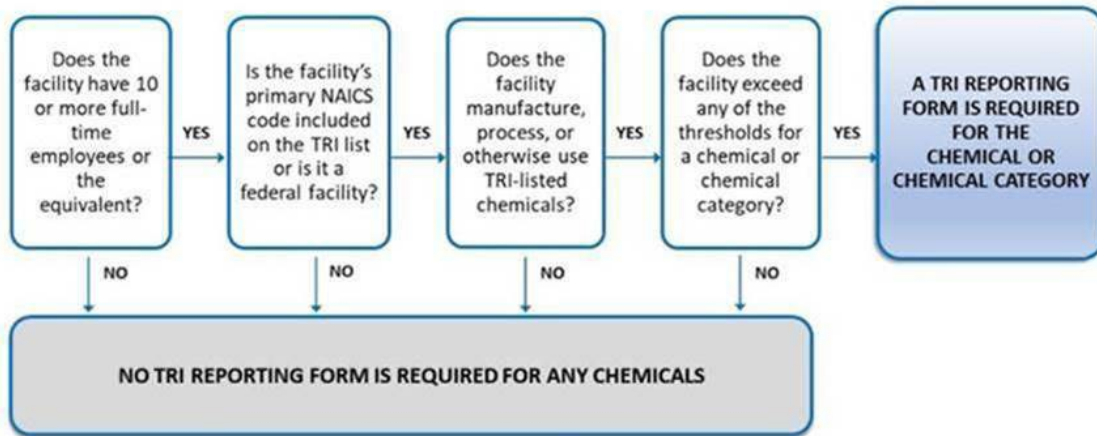 Does the
facility have 10
or more full-
time
employees or
the
equivalent?
YES
Is the facility's
primary NAICS
code included
on the TRI list
or is it a
federal facility?
YES
Does the
facility
manufacture,
process, or
otherwise use
TRI-listed
chemicals?
YES
Does the
facility exceed
any of the
thresholds for
a chemical or
chemical
category?
YES
A TRI REPORTING
FORM IS REQUIRED
FOR THE
CHEMICAL OR
CHEMICAL CATEGORY
NO
NO
NO
NO
NO TRI REPORTING FORM IS REQUIRED FOR ANY CHEMICALS